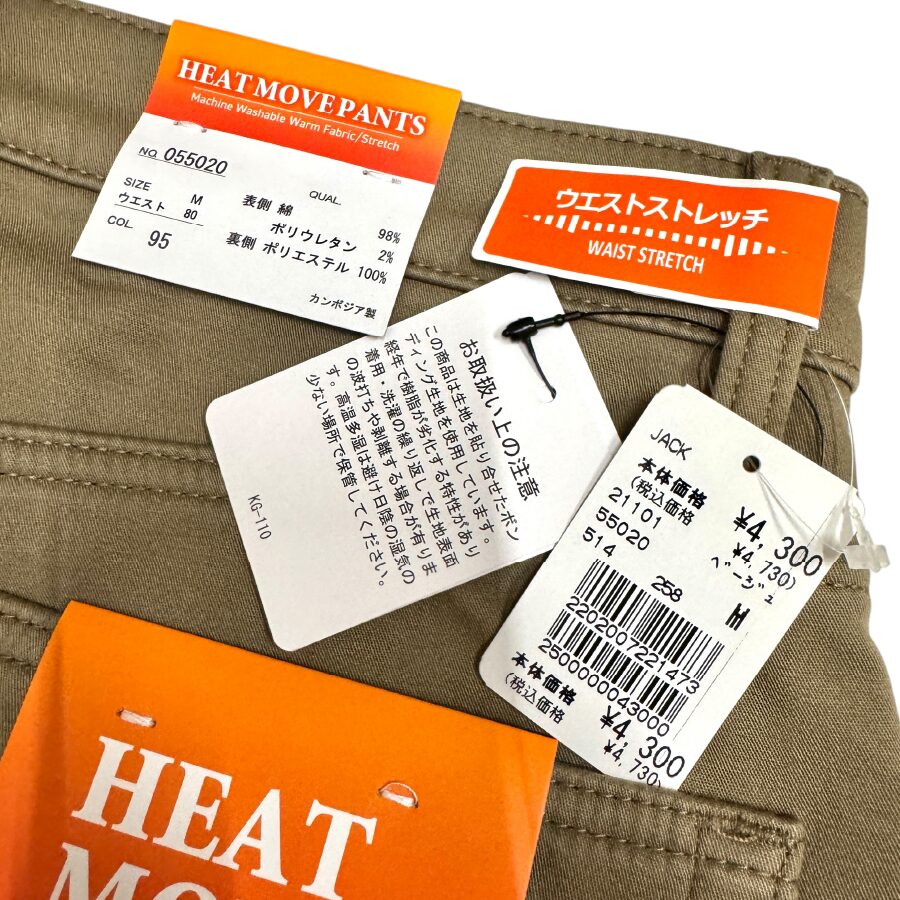 HEAT MOVE PANTS
Machine Washable Warm Fabric/Stretch
NO 055020
SIZE
ウエスト M
80
COL. 95
QUAL.
表側 綿 98%
ポリウレタン 2%
裏側 ポリエステル 100%
カンボジア製
ウエストストレッチ
WAIST STRETCH
お取扱い上の注意
この商品は生地を貼り合せたボン
ディング生地を使用しています。
経年で樹脂が劣化する特性があり
着用・洗濯の繰り返しで生地表面
の波打ちや剥離する場合が有りま
す。高温多湿は避け日陰の湿気の
少ない場所で保管してください。
KG-110
JACK
本体価格 ¥4,300
(税込価格 ¥4,730)
21101 ベージュ
55020
514
258 M
2202007221473
2500000043000
本体価格 ¥4,300
(税込価格 ¥4,730)
HEAT